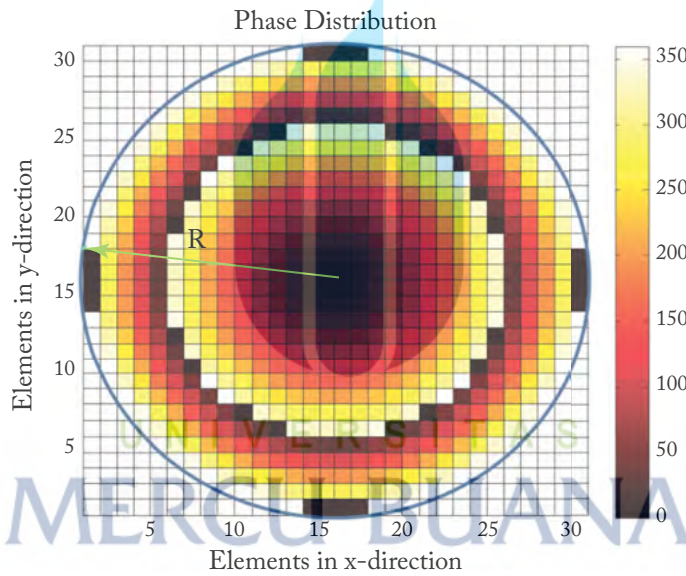 Phase Distribution
Elements in y-direction
30
25
20
15
10
5
R
350
300
250
200
150
100
50
0
UNIVERSITAS
MERCU BUANA
5 10 15 20 25 30
Elements in x-direction